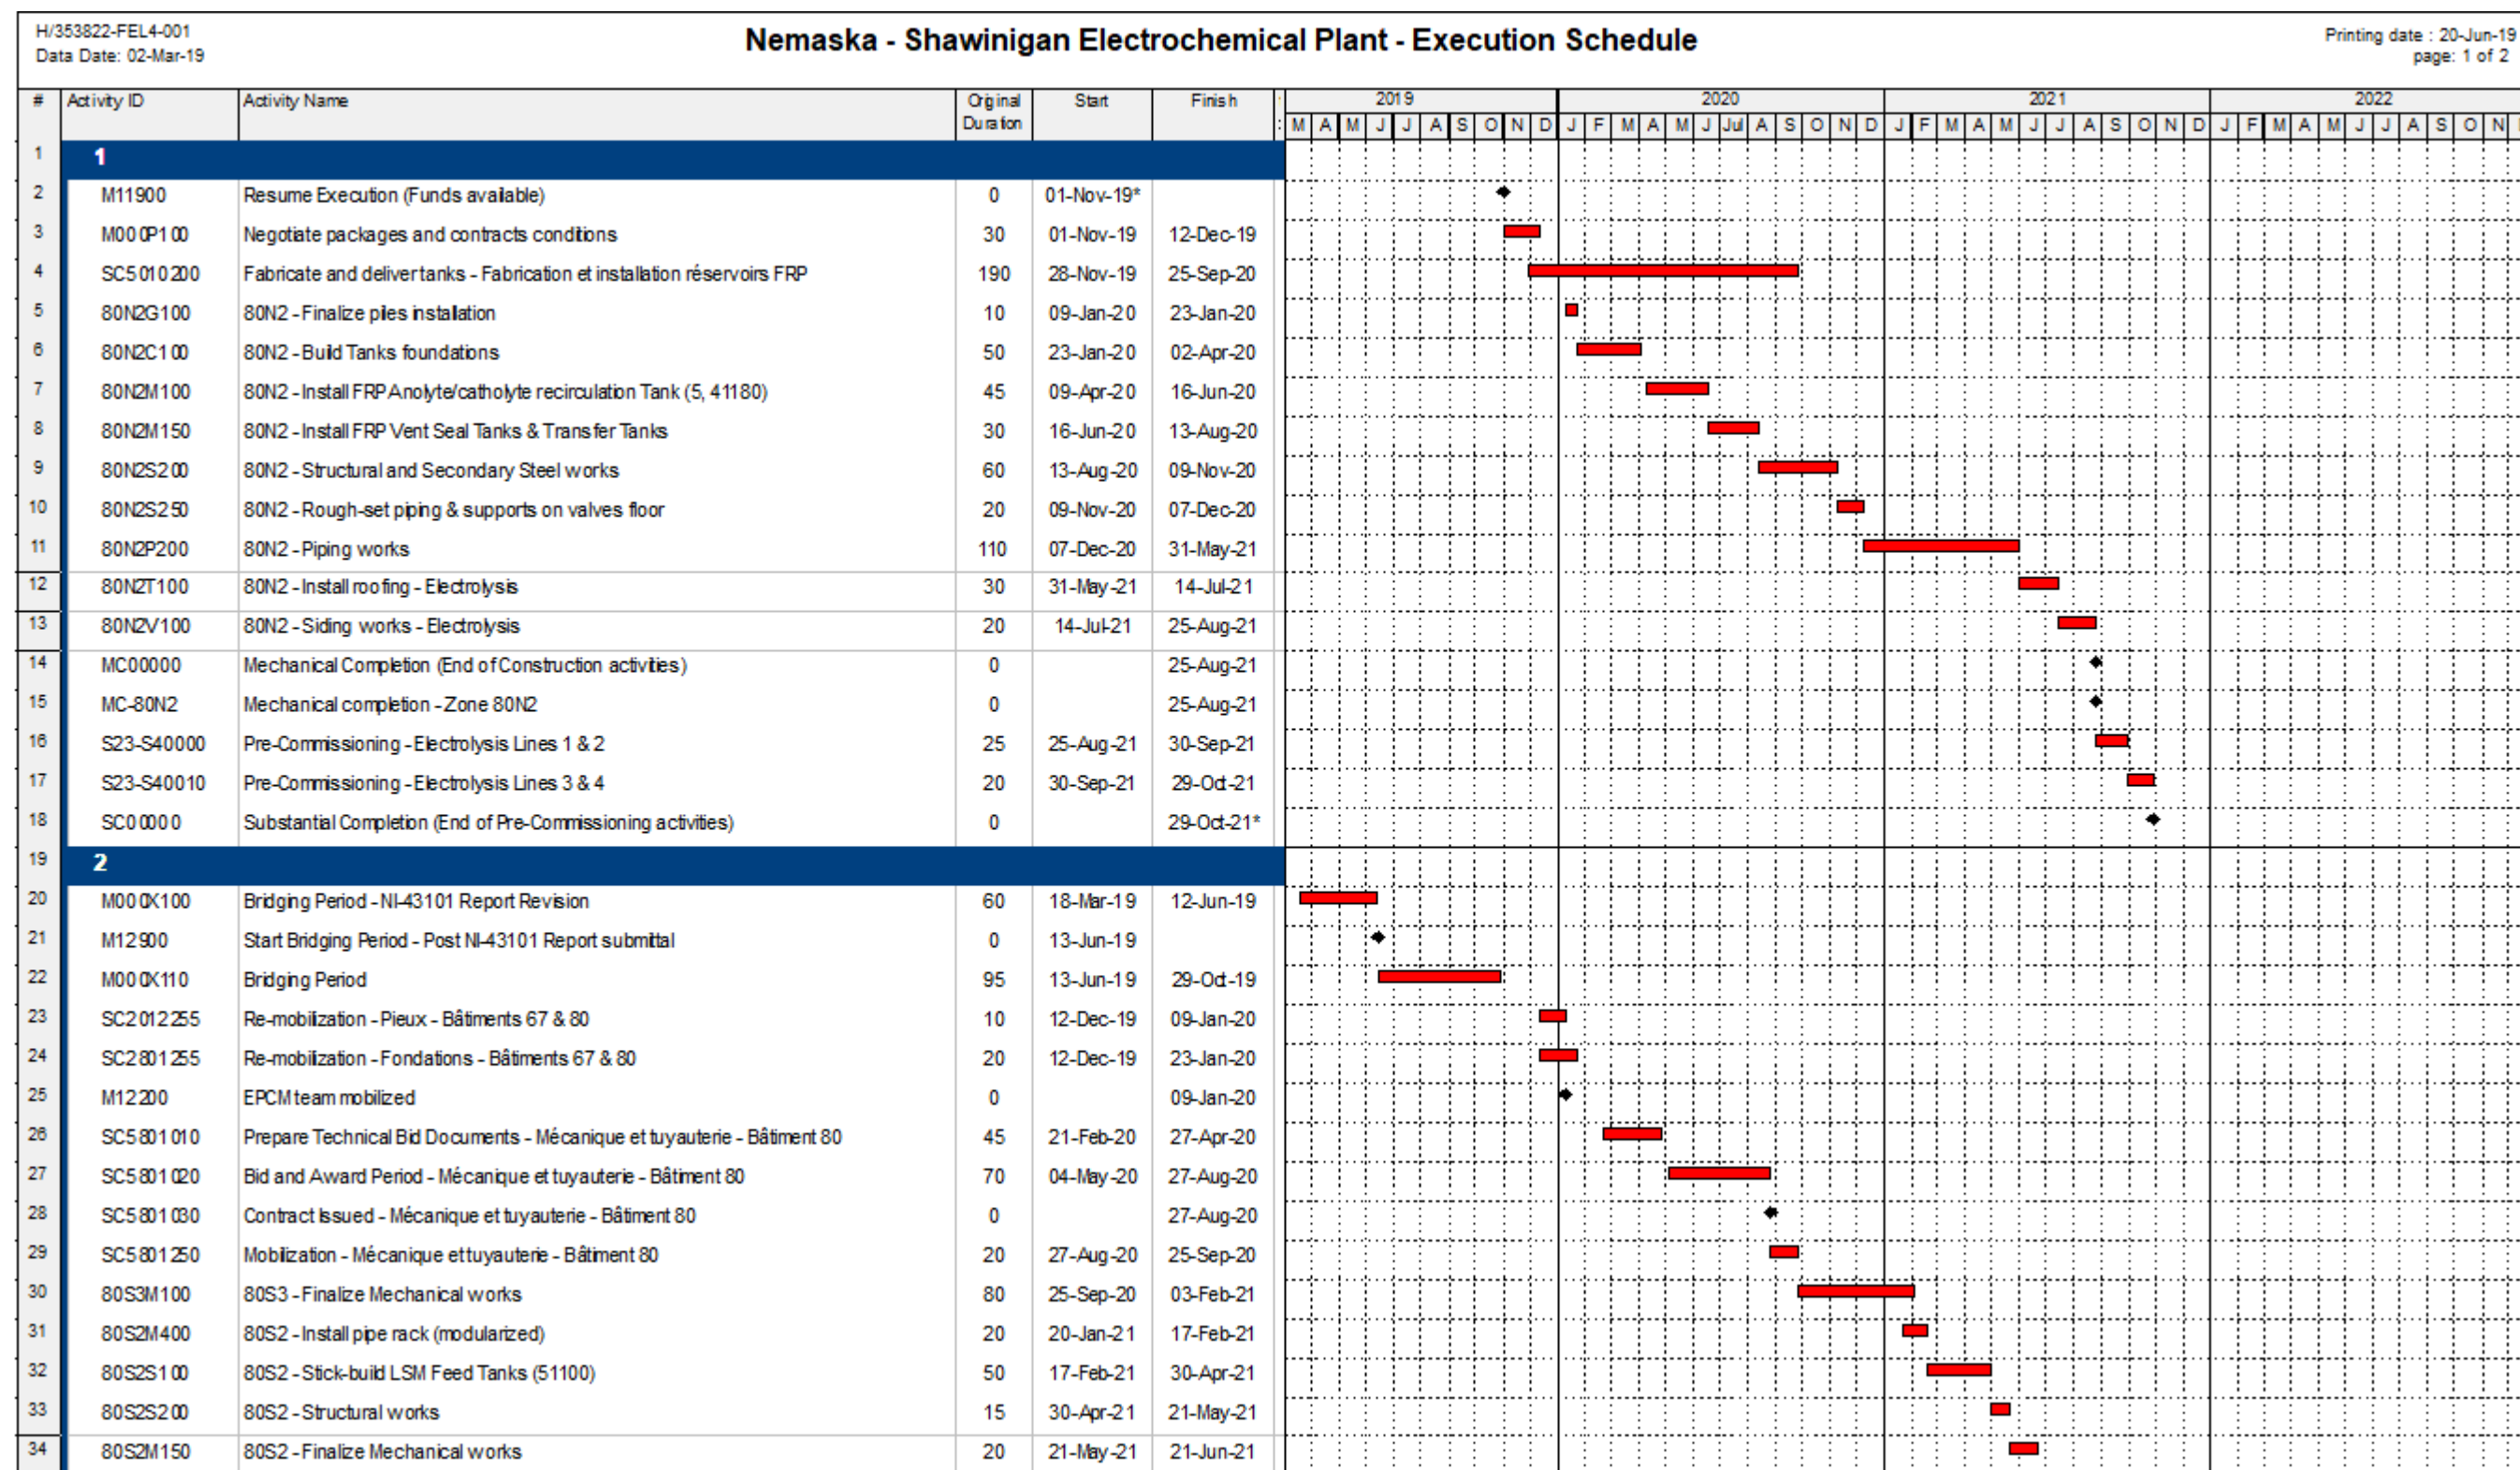 H/353822-FEL4-001
Data Date: 02-Mar-19
Nemaska - Shawinigan Electrochemical Plant - Execution Schedule
Printing date : 20-Jun-19
page: 1 of 2
# Activity ID Activity Name Original Duration Start Finish 2019 2020 2021 2022
M A M J J A S O N D J F M A M J Jul A S O N D J F M A M J J A S O N D J F M A M J J A S O N
1 1
2 M11900 Resume Execution (Funds available) 0 01-Nov-19*
3 M000P100 Negotiate packages and contracts conditions 30 01-Nov-19 12-Dec-19
4 SC5010200 Fabricate and deliver tanks - Fabrication et installation réservoirs FRP 190 28-Nov-19 25-Sep-20
5 80N2G100 80N2 - Finalize piles installation 10 09-Jan-20 23-Jan-20
6 80N2C100 80N2 - Build Tanks foundations 50 23-Jan-20 02-Apr-20
7 80N2M100 80N2 - Install FRP Anolyte/catholyte recirculation Tank (5, 41180) 45 09-Apr-20 16-Jun-20
8 80N2M150 80N2 - Install FRP Vent Seal Tanks & Transfer Tanks 30 16-Jun-20 13-Aug-20
9 80N2S200 80N2 - Structural and Secondary Steel works 60 13-Aug-20 09-Nov-20
10 80N2S250 80N2 - Rough-set piping & supports on valves floor 20 09-Nov-20 07-Dec-20
11 80N2P200 80N2 - Piping works 110 07-Dec-20 31-May-21
12 80N2T100 80N2 - Install roofing - Electrolysis 30 31-May-21 14-Jul-21
13 80N2V100 80N2 - Siding works - Electrolysis 20 14-Jul-21 25-Aug-21
14 MC00000 Mechanical Completion (End of Construction activities) 0 25-Aug-21
15 MC-80N2 Mechanical completion - Zone 80N2 0 25-Aug-21
16 S23-S40000 Pre-Commissioning - Electrolysis Lines 1 & 2 25 25-Aug-21 30-Sep-21
17 S23-S40010 Pre-Commissioning - Electrolysis Lines 3 & 4 20 30-Sep-21 29-Oct-21
18 SC00000 Substantial Completion (End of Pre-Commissioning activities) 0 29-Oct-21*
19 2
20 M000X100 Bridging Period - NI-43101 Report Revision 60 18-Mar-19 12-Jun-19
21 M12900 Start Bridging Period - Post NI-43101 Report submittal 0 13-Jun-19
22 M000X110 Bridging Period 95 13-Jun-19 29-Oct-19
23 SC2012255 Re-mobilization - Pieux - Bâtiments 67 & 80 10 12-Dec-19 09-Jan-20
24 SC2801255 Re-mobilization - Fondations - Bâtiments 67 & 80 20 12-Dec-19 23-Jan-20
25 M12200 EPCM team mobilized 0 09-Jan-20
26 SC5801010 Prepare Technical Bid Documents - Mécanique et tuyauterie - Bâtiment 80 45 21-Feb-20 27-Apr-20
27 SC5801020 Bid and Award Period - Mécanique et tuyauterie - Bâtiment 80 70 04-May-20 27-Aug-20
28 SC5801030 Contract Issued - Mécanique et tuyauterie - Bâtiment 80 0 27-Aug-20
29 SC5801250 Mobilization - Mécanique et tuyauterie - Bâtiment 80 20 27-Aug-20 25-Sep-20
30 80S3M100 80S3 - Finalize Mechanical works 80 25-Sep-20 03-Feb-21
31 80S2M400 80S2 - Install pipe rack (modularized) 20 20-Jan-21 17-Feb-21
32 80S2S100 80S2 - Stick-build LSM Feed Tanks (51100) 50 17-Feb-21 30-Apr-21
33 80S2S200 80S2 - Structural works 15 30-Apr-21 21-May-21
34 80S2M150 80S2 - Finalize Mechanical works 20 21-May-21 21-Jun-21